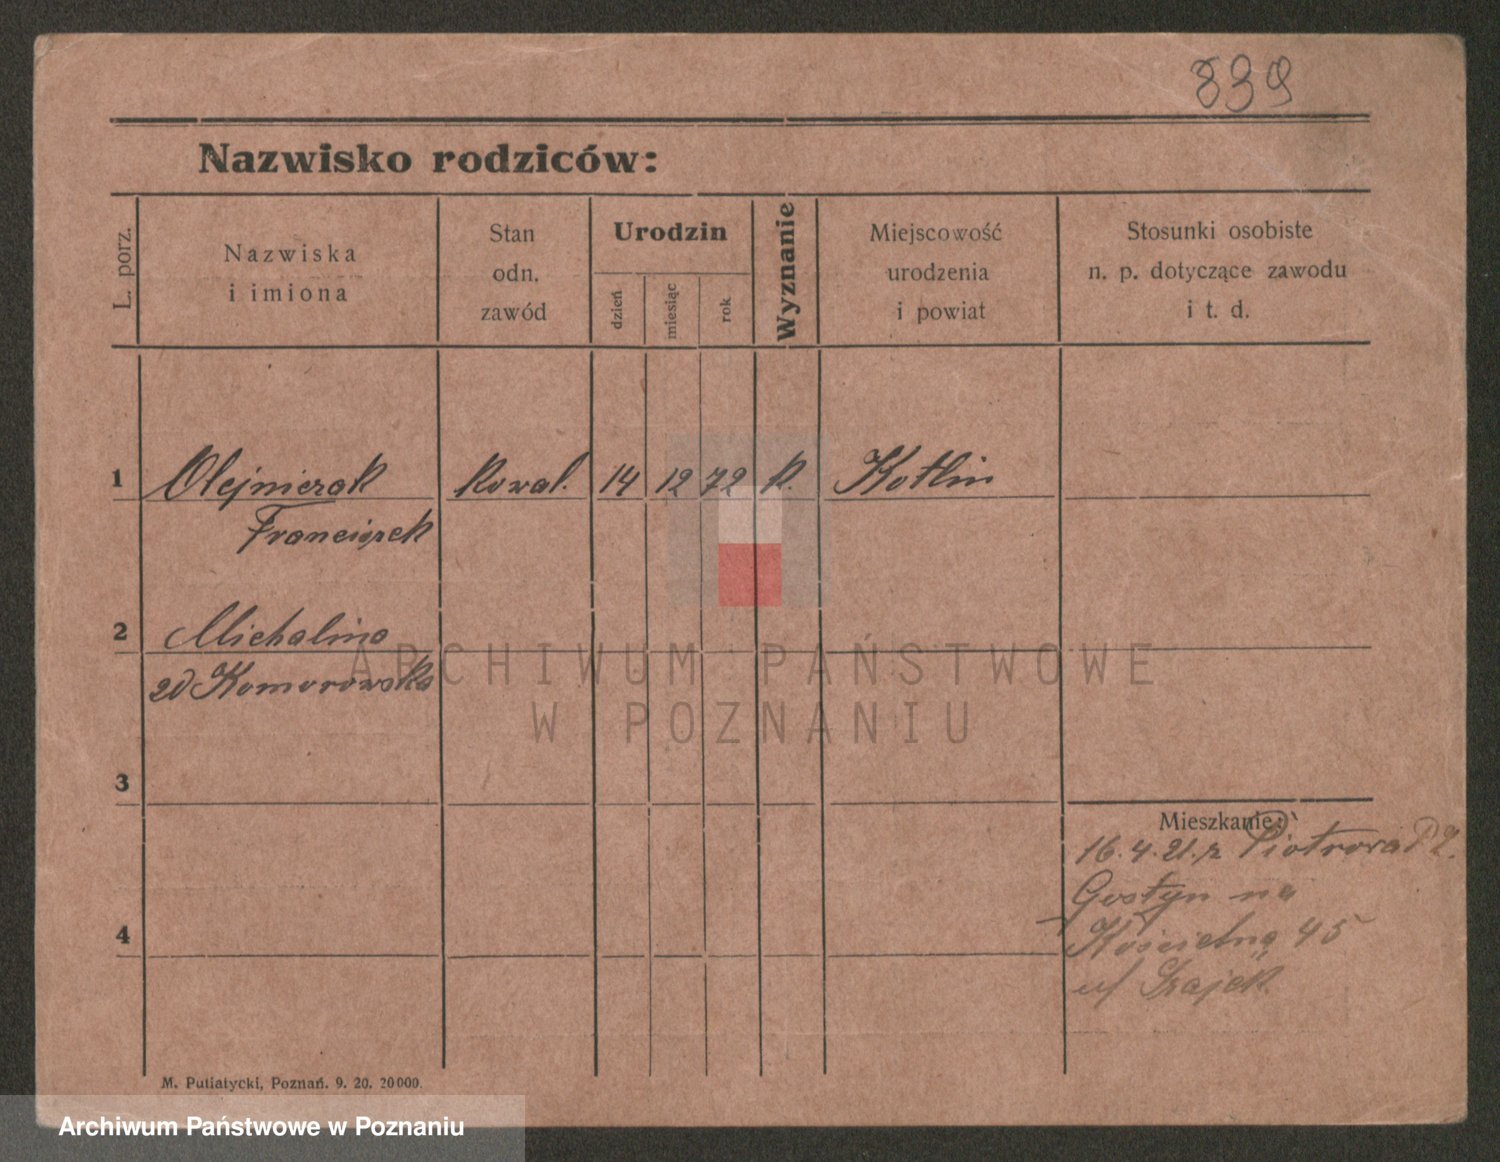 839
Nazwisko rodziców:
L. porz.
Nazwiska
i imiona
Stan
odn.
zawód
Urodzin
dzień
miesiąc
rok
Wyznanie
Miejscowość
urodzenia
i powiat
Stosunki osobiste
n. p. dotyczące zawodu
i t. d.
1 Olejniczak Kowal. 14 12 72 k. Kotlin
Franciszek
2 Michalina
zd Komorowska
3
Mieszkanie:
16.4.21. z Piotrowa
Gostyn na
4 Kościelną 45
u/
ARCHIWUM PAŃSTWOWE
W POZNANIU
M. Putiatycki, Poznań. 9. 20. 20000.
Archiwum Państwowe w Poznaniu